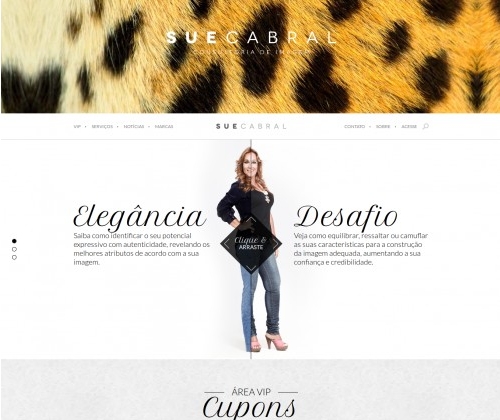 SUECABRAL
CONSULTORIA DE IMAGEM
VIP • SERVIÇOS • NOTÍCIAS • MARCAS
SUECABRAL
CONTATO • SOBRE • ACESSE
Elegância
Saiba como identificar o seu potencial
expressivo com autenticidade, revelando os
melhores atributos de acordo com a sua
imagem.
Clique &
ARRASTE
Desafio
Veja como equilibrar, ressaltar ou camuflar
as suas características para a construção
da imagem adequada, aumentando a sua
confiança e credibilidade.
ÁREA VIP
Cupons